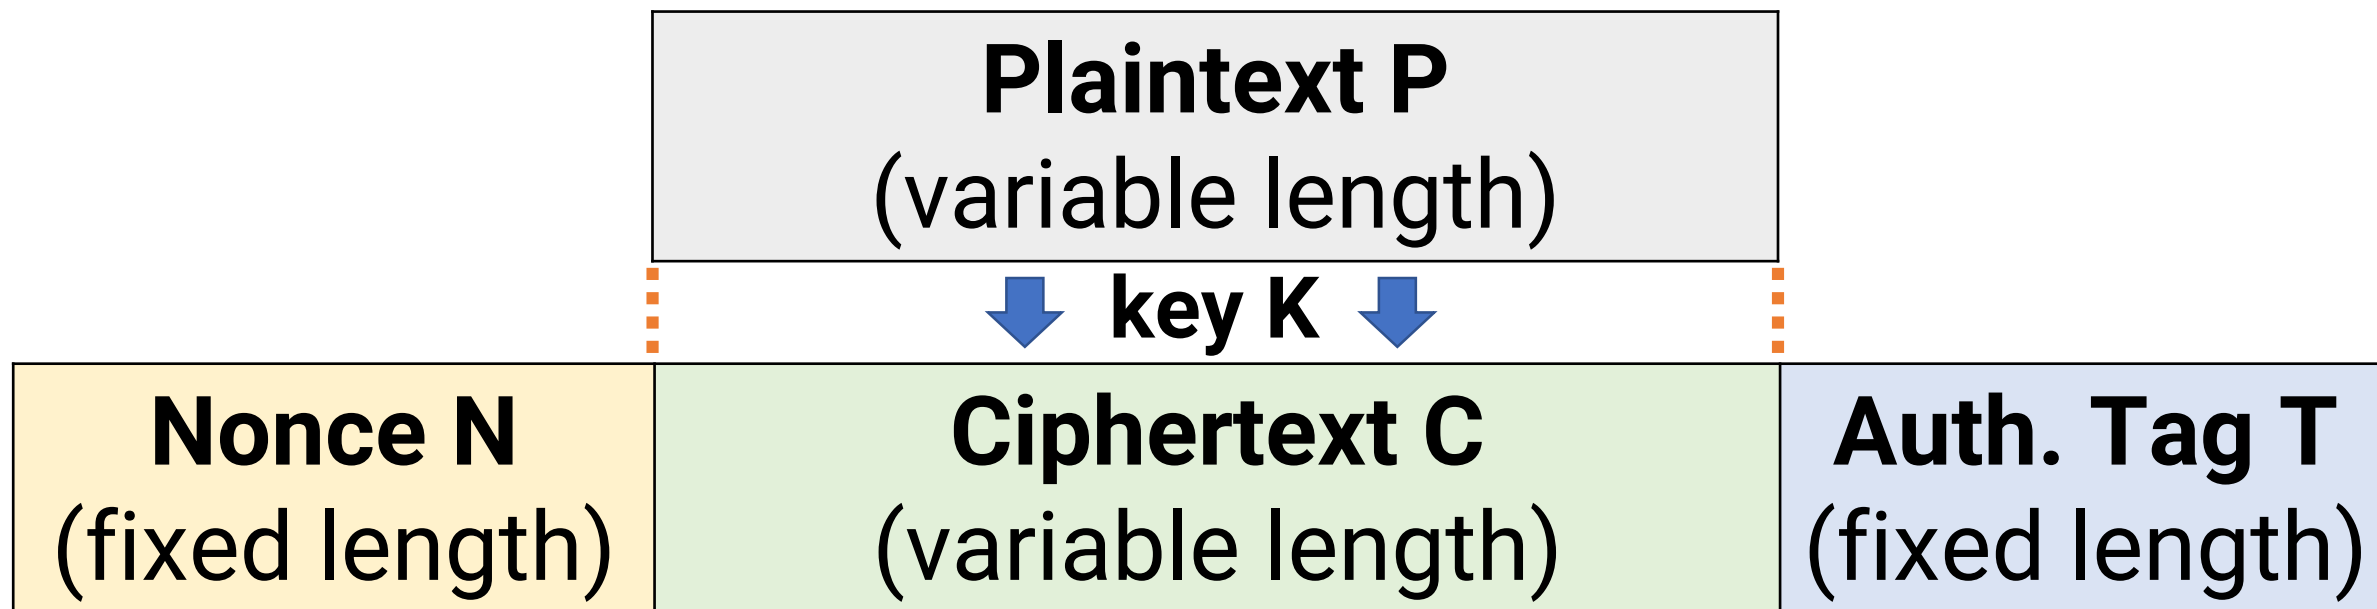 Plaintext P
(variable length)
key K
Nonce N
(fixed length)
Ciphertext C
(variable length)
Auth. Tag T
(fixed length)